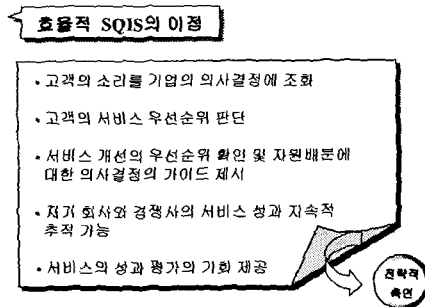 효율적 SQIS의 이점
• 고객의 소리를 기업의 의사결정에 조화
• 고객의 서비스 우선순위 판단
• 서비스 개선의 우선순위 확인 및 자원배분에
대한 의사결정의 가이드 제시
• 자기 회사와 경쟁사의 서비스 성과 지속적
추적 가능
• 서비스의 성과 평가의 기회 제공
전략적
측면